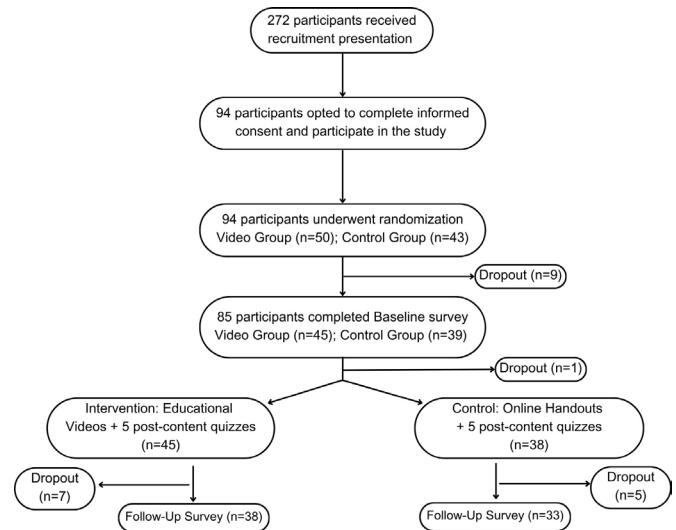 272 participants received
recruitment presentation
94 participants opted to complete informed
consent and participate in the study
94 participants underwent randomization
Video Group (n=50); Control Group (n=43)
Dropout (n=9)
85 participants completed Baseline survey
Video Group (n=45); Control Group (n=39)
Dropout (n=1)
Intervention: Educational
Videos + 5 post-content quizzes
(n=45)
Control: Online Handouts
+ 5 post-content quizzes
(n=38)
Dropout
(n=7)
Dropout
(n=5)
Follow-Up Survey (n=38)
Follow-Up Survey (n=33)